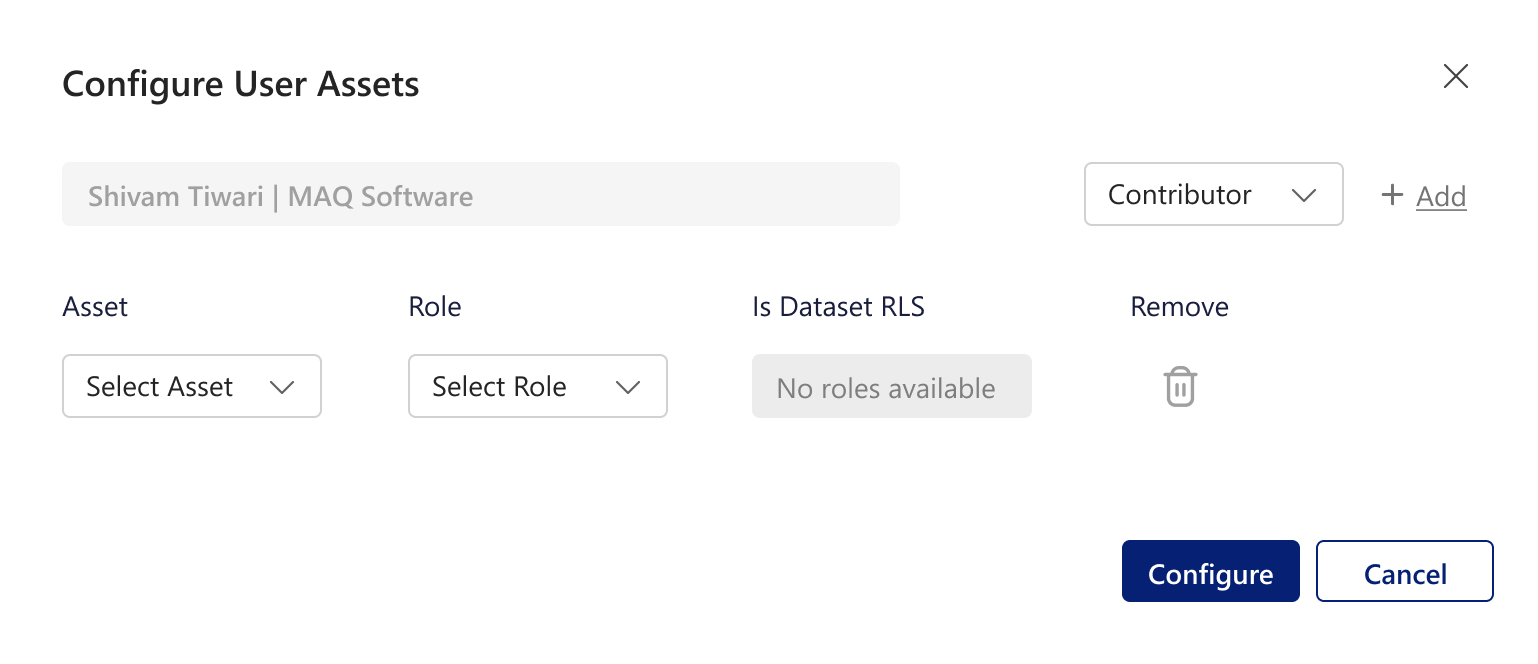 Configure User Assets
Shivam Tiwari | MAQ Software
Contributor
+ Add
Asset
Role
Is Dataset RLS
Remove
Select Asset
Select Role
No roles available
Configure
Cancel